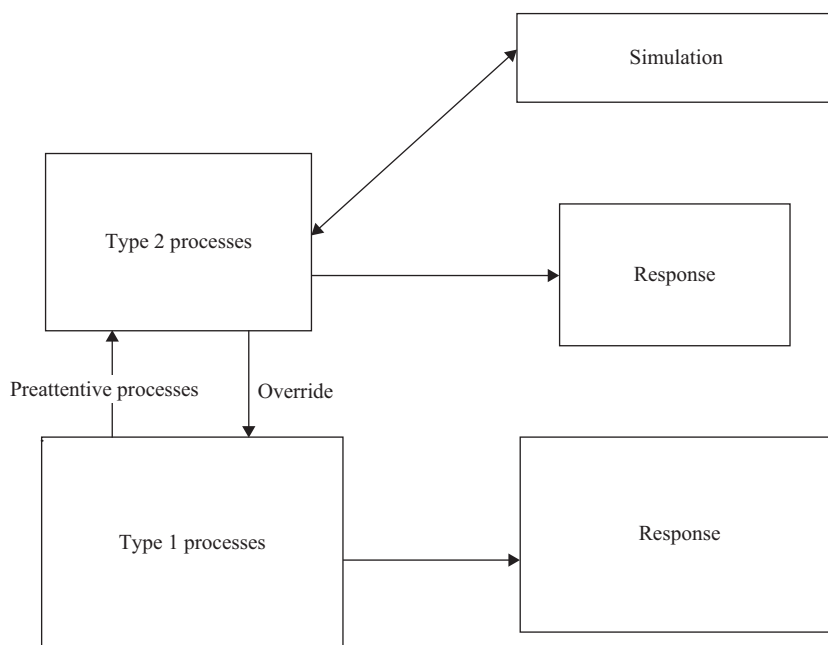 Simulation
Type 2 processes
Response
Preattentive processes
Override
Type 1 processes
Response